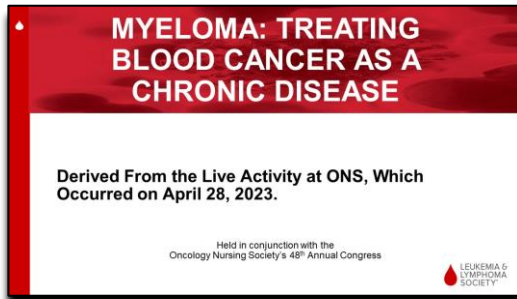 MYELOMA: TREATING
BLOOD CANCER AS A
CHRONIC DISEASE
Derived From the Live Activity at ONS, Which
Occurred on April 28, 2023.
Held in conjunction with the
Oncology Nursing Society's 48th Annual Congress
LEUKEMIA &
LYMPHOMA
SOCIETY®